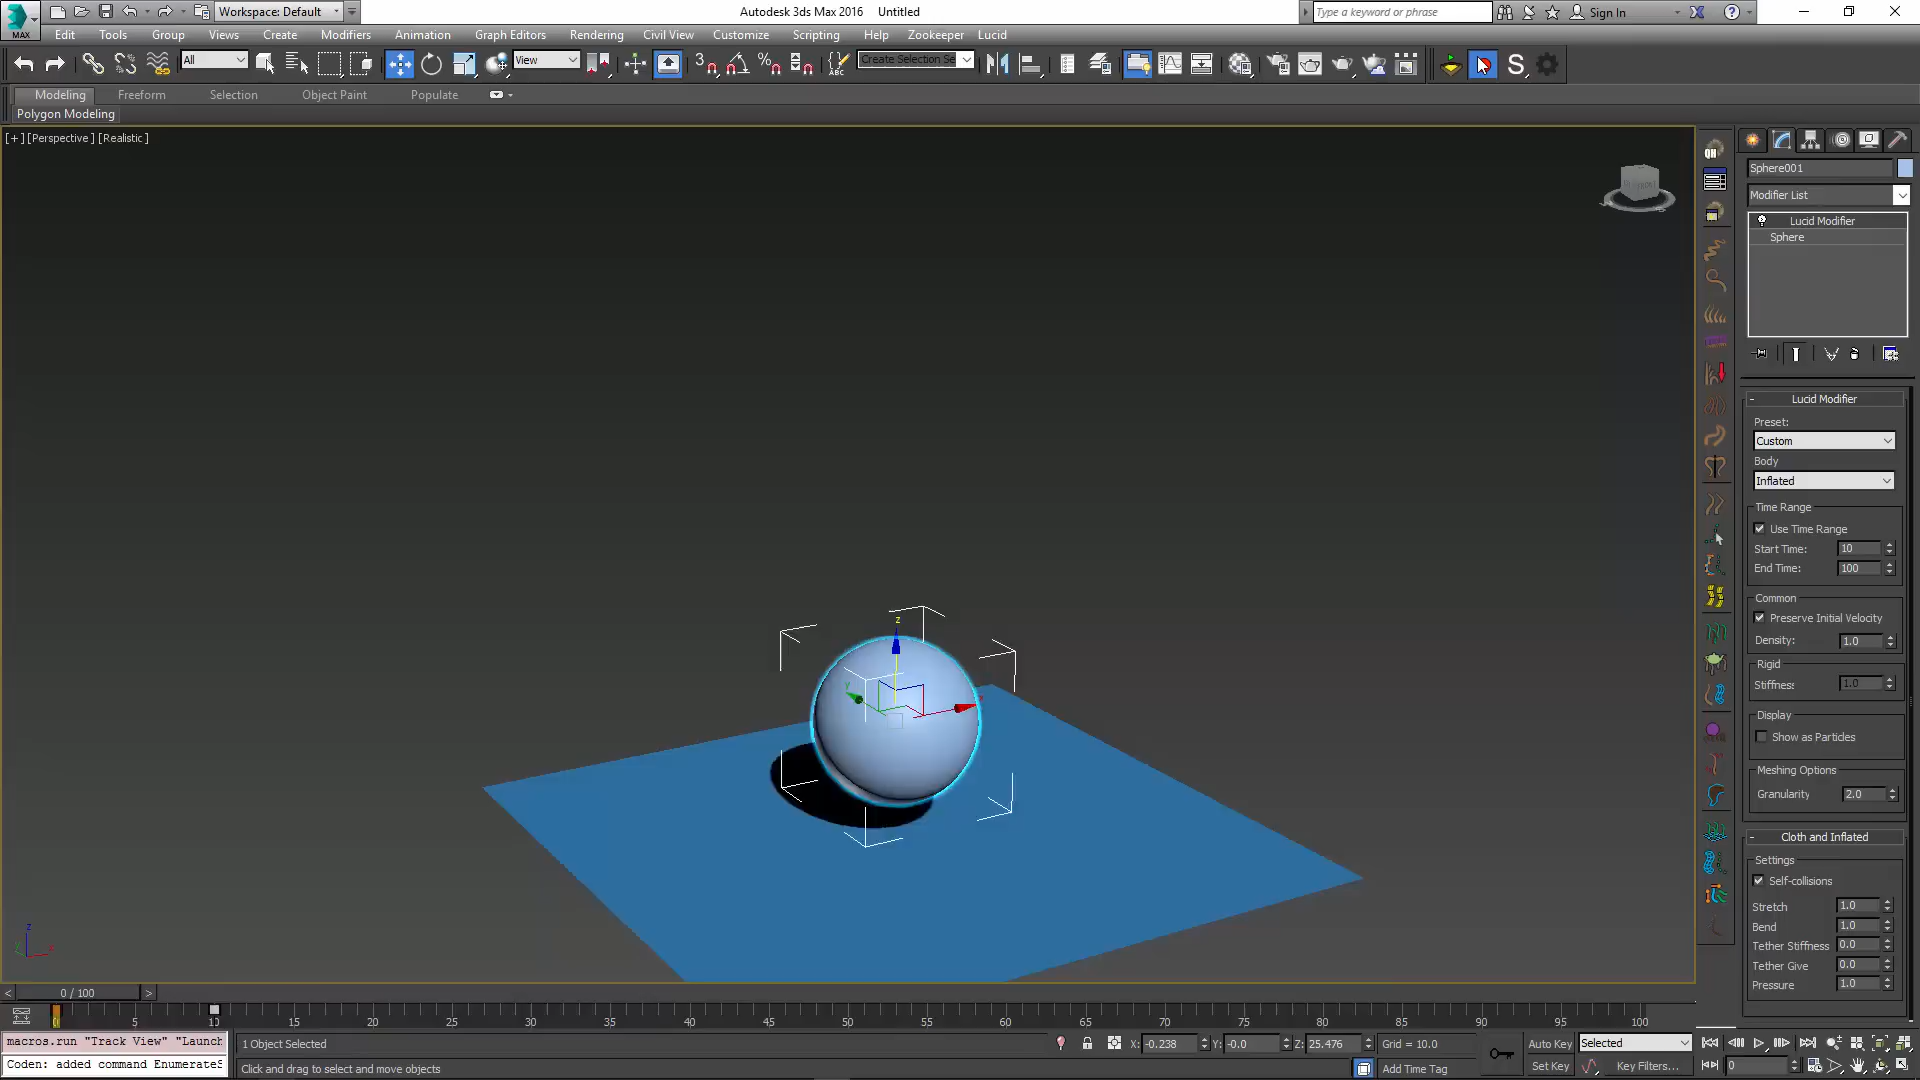 Workspace: Default
Autodesk 3ds Max 2016 Untitled
Type a keyword or phrase
Sign In
MAX
Edit Tools Group Views Create Modifiers Animation Graph Editors Rendering Civil View Customize Scripting Help Zookeeper Lucid
All
View
3
ABC
Create Selection Se
S
Modeling Freeform Selection Object Paint Populate
Polygon Modeling
[+] [Perspective ] [Realistic ]
QH
Sphere001
Modifier List
Lucid Modifier
Sphere
- Lucid Modifier
Preset:
Custom
Body
Inflated
Time Range
Use Time Range
Start Time: 10
End Time: 100
Common
Preserve Initial Velocity
Density: 1.0
Rigid
Stiffness: 1.0
Display
Show as Particles
Meshing Options
Granularity 2.0
- Cloth and Inflated
Settings
Self-collisions
Stretch 1.0
Bend 1.0
Tether Stiffness 0.0
Tether Give 0.0
Pressure 1.0
z
y
z
< 0 / 100 >
0 5 10 15 20 25 30 35 40 45 50 55 60 65 70 75 80 85 90 95 100
macros.run "Track View" "Launch
Coden: added command EnumerateS
1 Object Selected
Click and drag to select and move objects
X: -0.238 Y: -0.0 Z: 25.476 Grid = 10.0
Add Time Tag
Auto Key Selected
Set Key Key Filters...
0